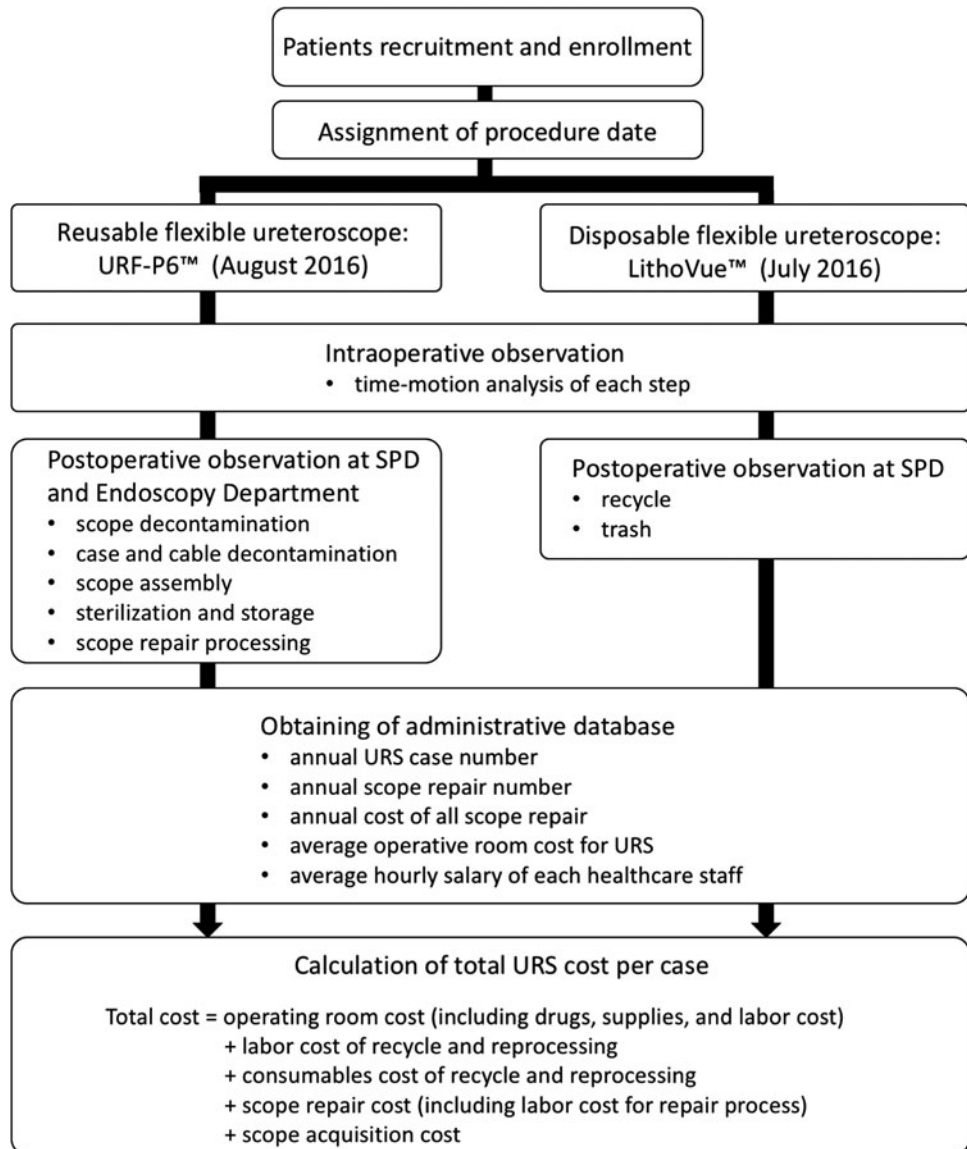 Patients recruitment and enrollment
Assignment of procedure date
Reusable flexible ureteroscope:
URF-P6™ (August 2016)
Disposable flexible ureteroscope:
LithoVue™ (July 2016)
Intraoperative observation
• time-motion analysis of each step
Postoperative observation at SPD
and Endoscopy Department
• scope decontamination
• case and cable decontamination
• scope assembly
• sterilization and storage
• scope repair processing
Postoperative observation at SPD
• recycle
• trash
Obtaining of administrative database
• annual URS case number
• annual scope repair number
• annual cost of all scope repair
• average operative room cost for URS
• average hourly salary of each healthcare staff
Calculation of total URS cost per case
Total cost = operating room cost (including drugs, supplies, and labor cost)
+ labor cost of recycle and reprocessing
+ consumables cost of recycle and reprocessing
+ scope repair cost (including labor cost for repair process)
+ scope acquisition cost